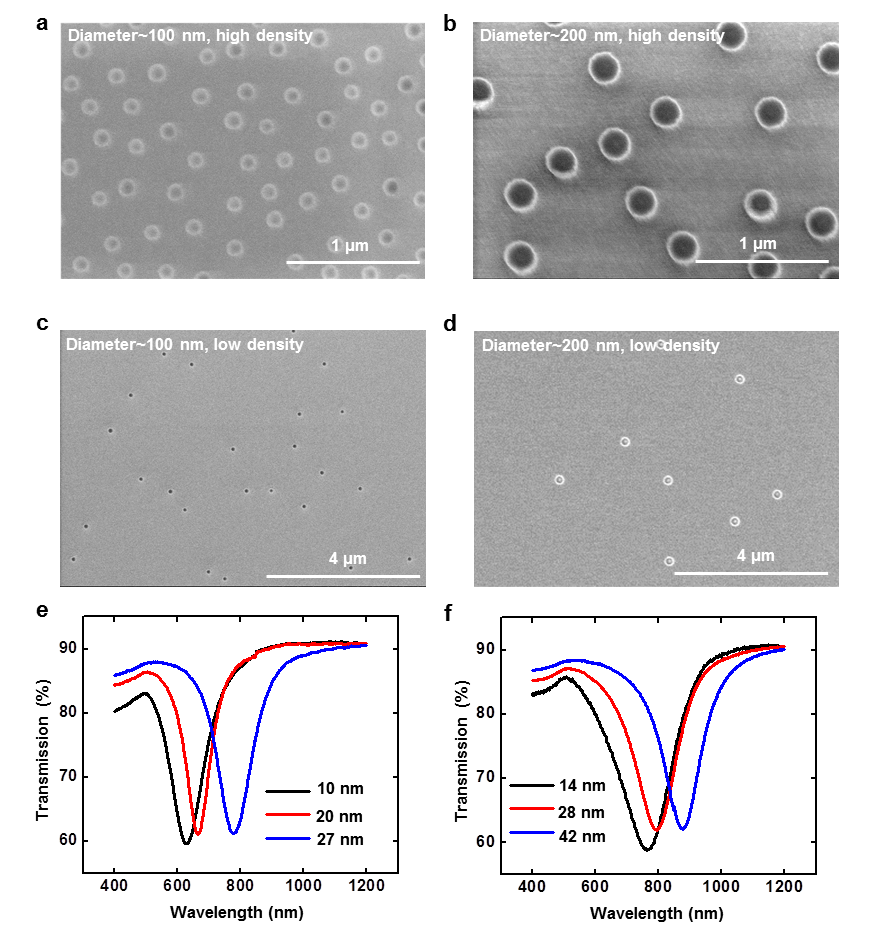 a
Diameter~100 nm, high density
1 μm
b
Diameter~200 nm, high density
1 μm
c
Diameter~100 nm, low density
4 μm
d
Diameter~200 nm, low density
4 μm
e
90
80
70
60
Transmission (%)
10 nm
20 nm
27 nm
400 600 800 1000 1200
Wavelength (nm)
f
90
80
70
60
Transmission (%)
14 nm
28 nm
42 nm
400 600 800 1000 1200
Wavelength (nm)